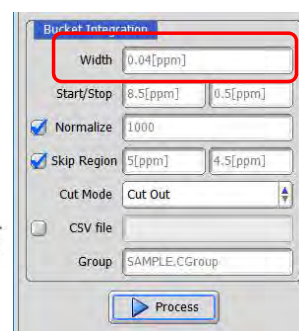 Bucket Integration
Width 0.04[ppm]
Start/Stop 8.5[ppm] 0.5[ppm]
Normalize 1000
Skip Region 5[ppm] 4.5[ppm]
Cut Mode Cut Out
CSV file
Group SAMPLE,CGroup
Process